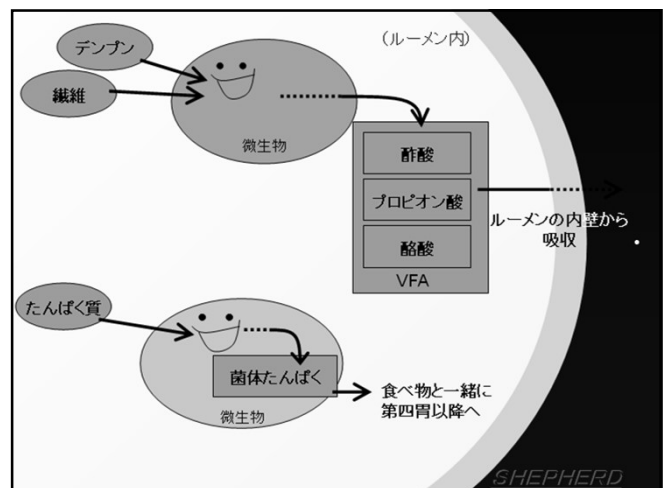 (ルーメン内)
デンプン
繊維
微生物
酢酸
プロピオン酸
酪酸
VFA
ルーメンの内壁から
吸収
たんぱく質
菌体たんぱく
微生物
食べ物と一緒に
第四胃以降へ
SHEPHERD